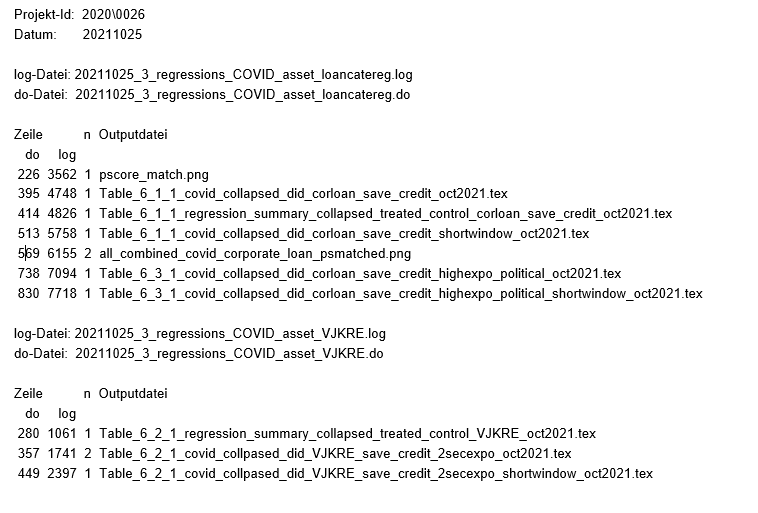 Projekt-Id: 2020\0026
Datum: 20211025
log-Datei: 20211025_3_regressions_COVID_asset_loancatereg.log
do-Datei: 20211025_3_regressions_COVID_asset_loancatereg.do
Zeile n Outputdatei
do log
226 3562 1 pscore_match.png
395 4748 1 Table_6_1_1_covid_collapsed_did_corloan_save_credit_oct2021.tex
414 4826 1 Table_6_1_1_regression_summary_collapsed_treated_control_corloan_save_credit_oct2021.tex
513 5758 1 Table_6_1_1_covid_collapsed_did_corloan_save_credit_shortwindow_oct2021.tex
569 6155 2 all_combined_covid_corporate_loan_psmatched.png
738 7094 1 Table_6_3_1_covid_collapsed_did_corloan_save_credit_highexpo_political_oct2021.tex
830 7718 1 Table_6_3_1_covid_collapsed_did_corloan_save_credit_highexpo_political_shortwindow_oct2021.tex
log-Datei: 20211025_3_regressions_COVID_asset_VJKRE.log
do-Datei: 20211025_3_regressions_COVID_asset_VJKRE.do
Zeile n Outputdatei
do log
280 1061 1 Table_6_2_1_regression_summary_collapsed_treated_control_VJKRE_oct2021.tex
357 1741 2 Table_6_2_1_covid_collpased_did_VJKRE_save_credit_2secexpo_oct2021.tex
449 2397 1 Table_6_2_1_covid_collpased_did_VJKRE_save_credit_2secexpo_shortwindow_oct2021.tex